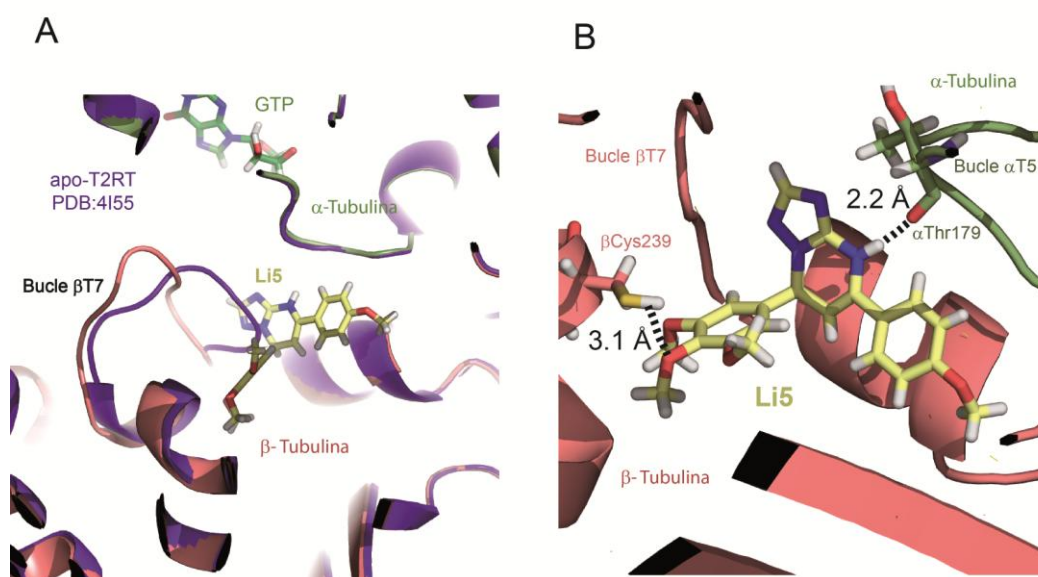 A
GTP
apo-T2RT
PDB:4I55
α-Tubulina
Bucle βT7
Li5
β- Tubulina
B
α-Tubulina
Bucle βT7
Bucle αT5
2.2 Å
αThr179
βCys239
3.1 Å
Li5
β- Tubulina